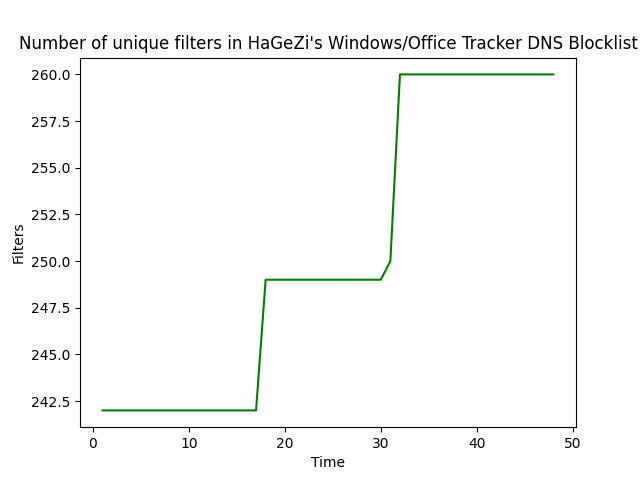 Number of unique filters in HaGeZi's Windows/Office Tracker DNS Blocklist
260.0
257.5
255.0
252.5
250.0
247.5
245.0
242.5
Filters
0 10 20 30 40 50
Time